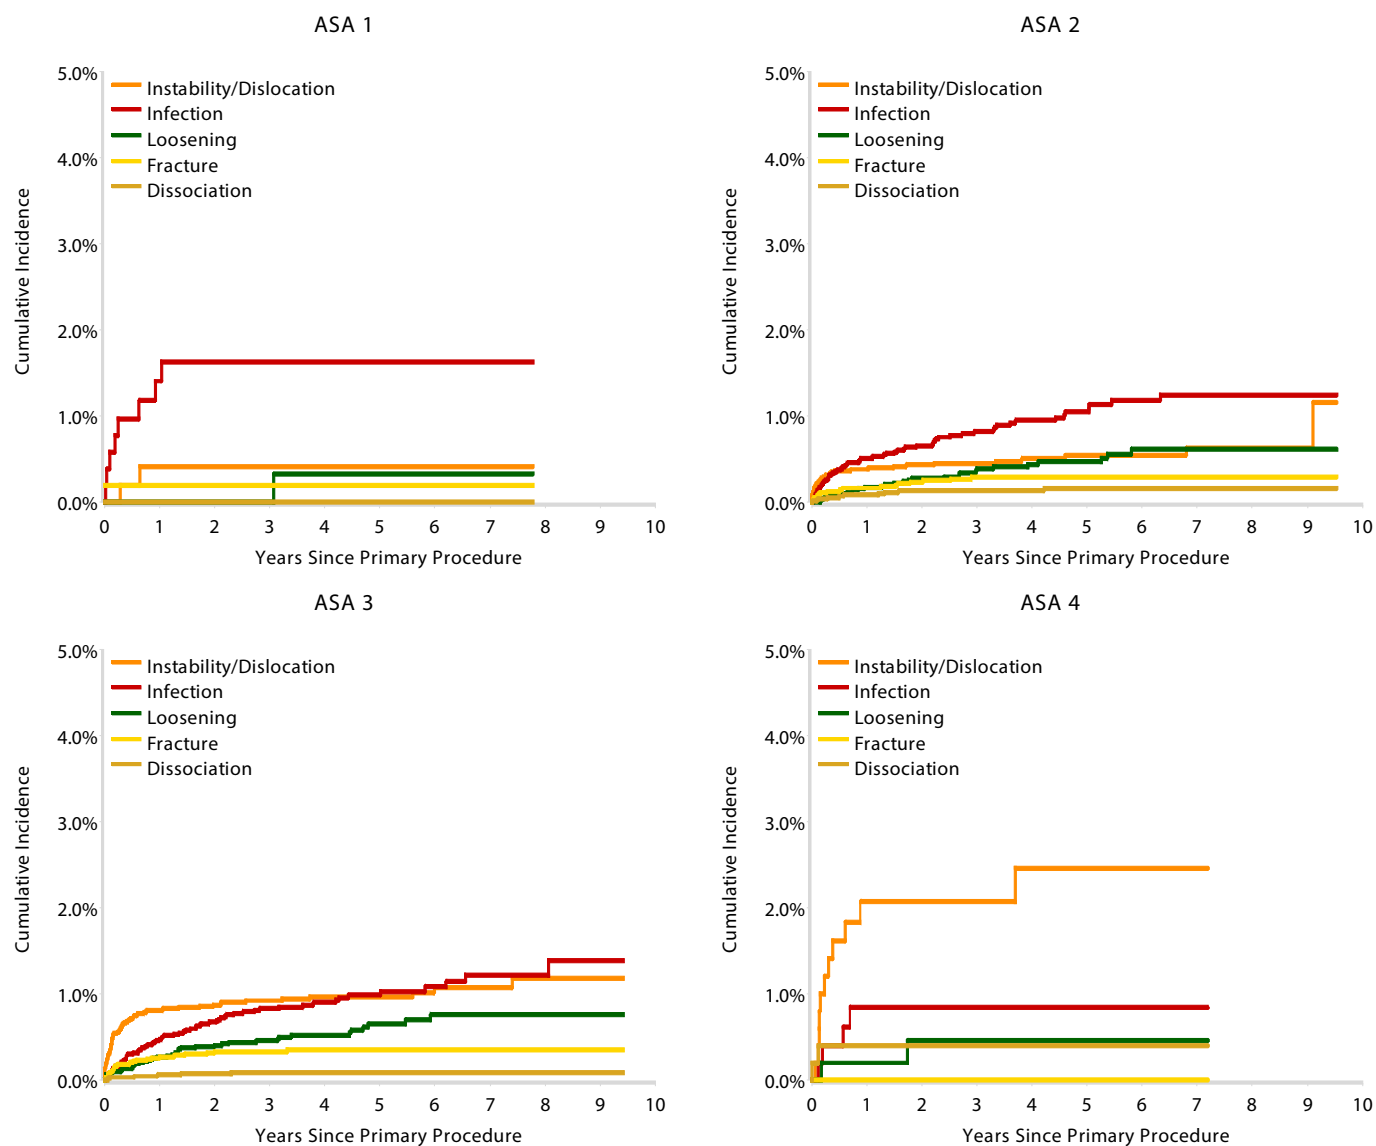 ASA 1
5.0%
4.0%
3.0%
2.0%
1.0%
0.0%
Cumulative Incidence
Instability/Dislocation
Infection
Loosening
Fracture
Dissociation
0 1 2 3 4 5 6 7 8 9 10
Years Since Primary Procedure
ASA 2
5.0%
4.0%
3.0%
2.0%
1.0%
0.0%
Cumulative Incidence
Instability/Dislocation
Infection
Loosening
Fracture
Dissociation
0 1 2 3 4 5 6 7 8 9 10
Years Since Primary Procedure
ASA 3
5.0%
4.0%
3.0%
2.0%
1.0%
0.0%
Cumulative Incidence
Instability/Dislocation
Infection
Loosening
Fracture
Dissociation
0 1 2 3 4 5 6 7 8 9 10
Years Since Primary Procedure
ASA 4
5.0%
4.0%
3.0%
2.0%
1.0%
0.0%
Cumulative Incidence
Instability/Dislocation
Infection
Loosening
Fracture
Dissociation
0 1 2 3 4 5 6 7 8 9 10
Years Since Primary Procedure